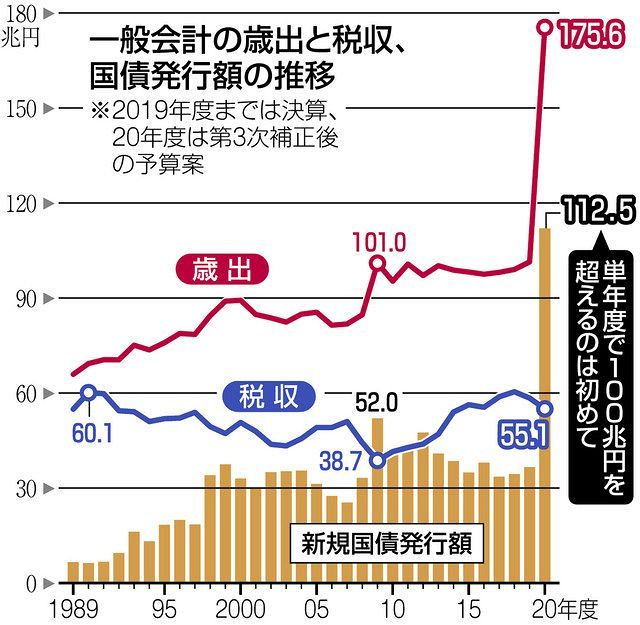 180
兆円
一般会計の歳出と税収、
国債発行額の推移
※2019年度までは決算、
20年度は第3次補正後
の予算案
175.6
150
120
112.5
単年度で100兆円を
超えるのは初めて
101.0
歳出
90
60
税収
60.1
52.0
55.1
38.7
30
新規国債発行額
0
1989 95 2000 05 10 15 20年度